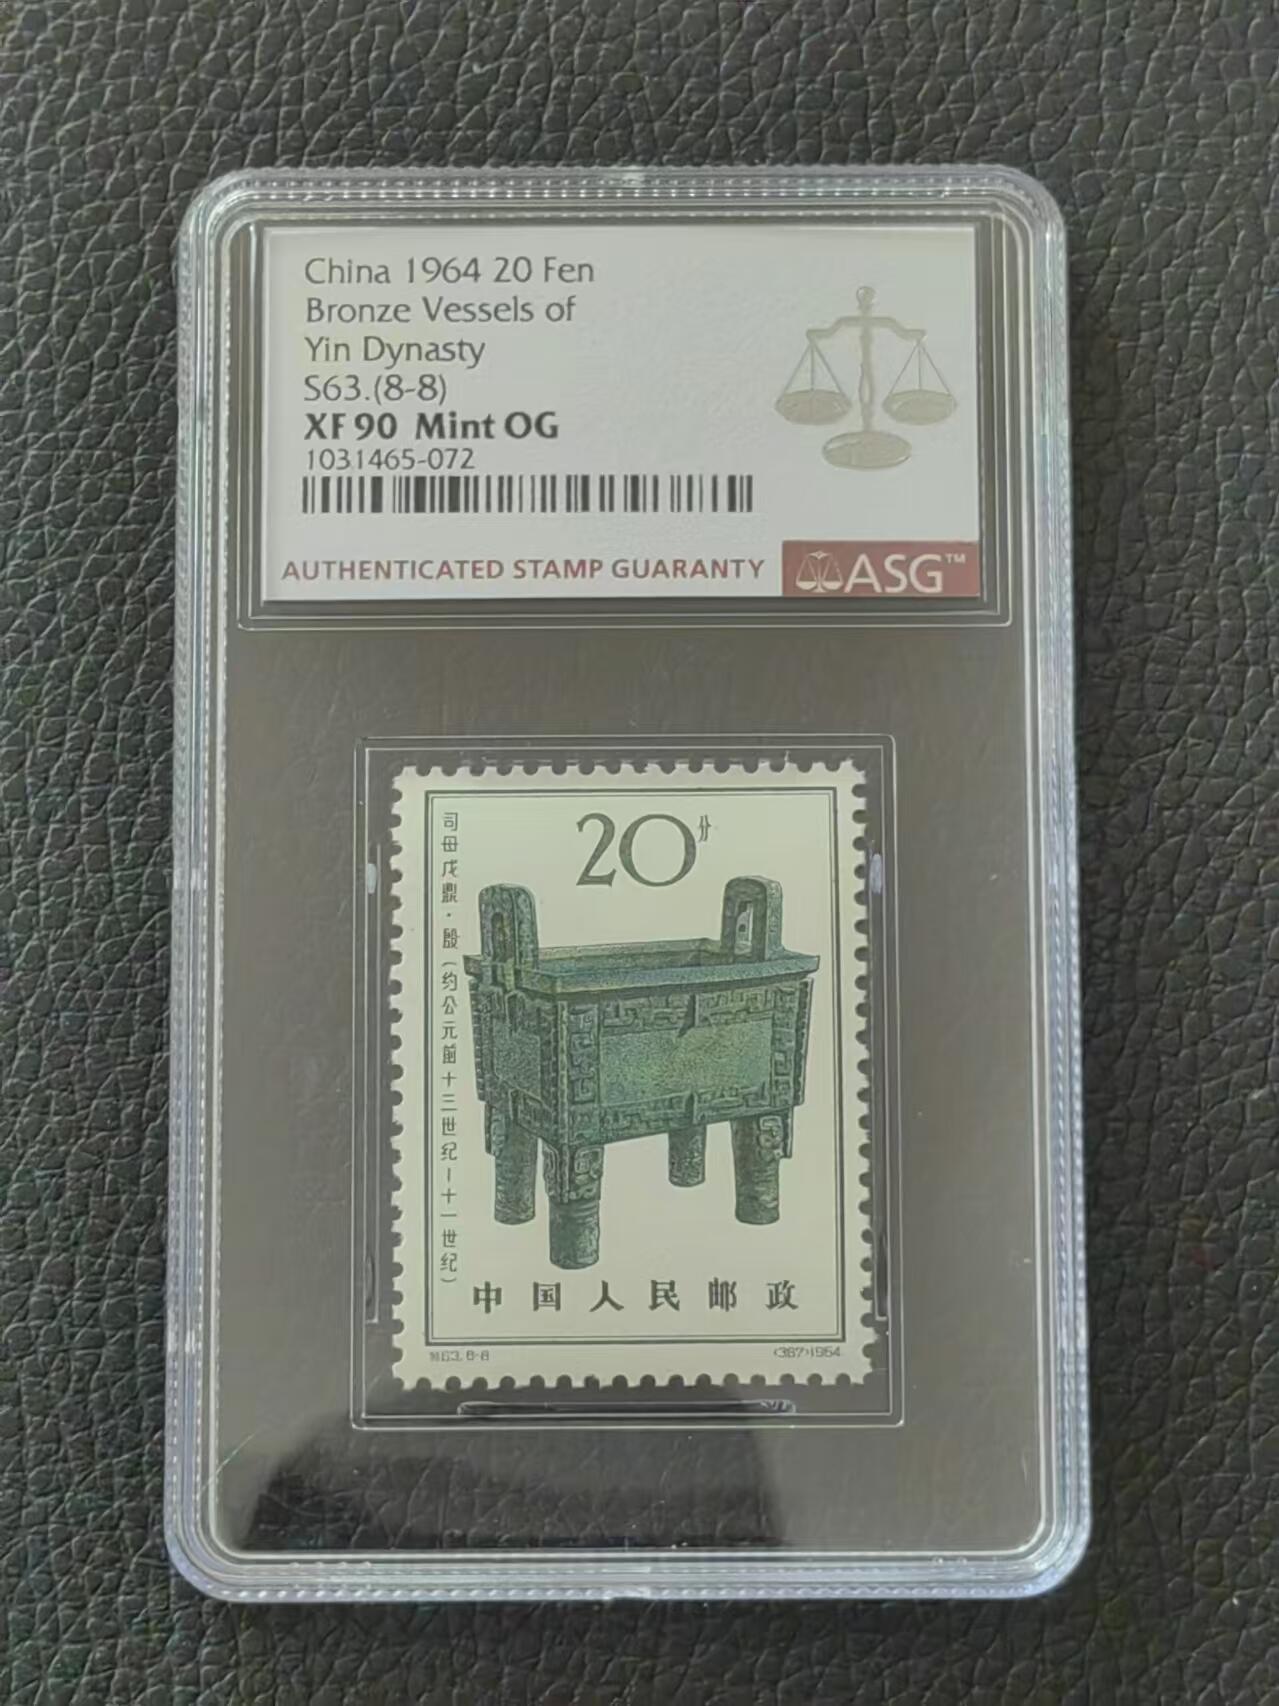 China 1964 20 Fen
Bronze Vessels of
Yin Dynasty
S63.(8-8)
XF 90 Mint OG
1031465-072
AUTHENTICATED STAMP GUARANTY
ASG™
20分
司母戊鼎·殷(约公元前十三世纪—十一世纪)
中国人民邮政
特63.8-8
(387)1964